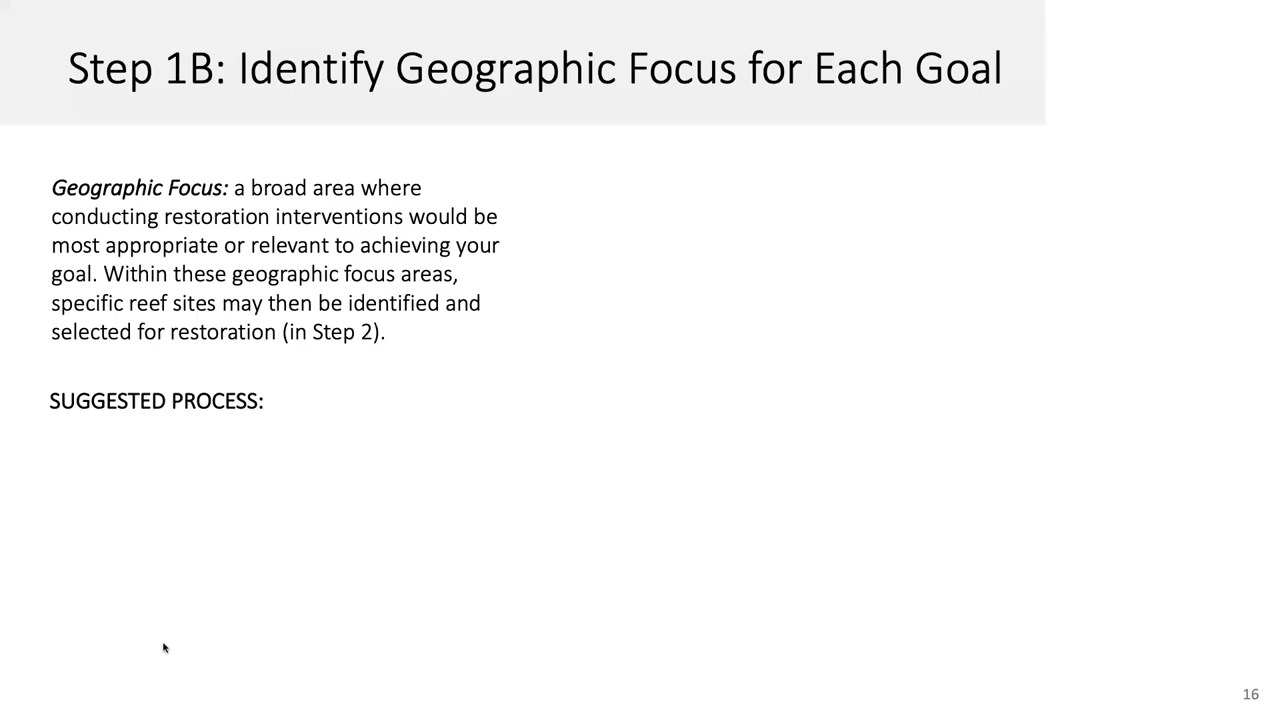 Step 1B: Identify Geographic Focus for Each Goal
Geographic Focus: a broad area where
conducting restoration interventions would be
most appropriate or relevant to achieving your
goal. Within these geographic focus areas,
specific reef sites may then be identified and
selected for restoration (in Step 2).
SUGGESTED PROCESS:
16